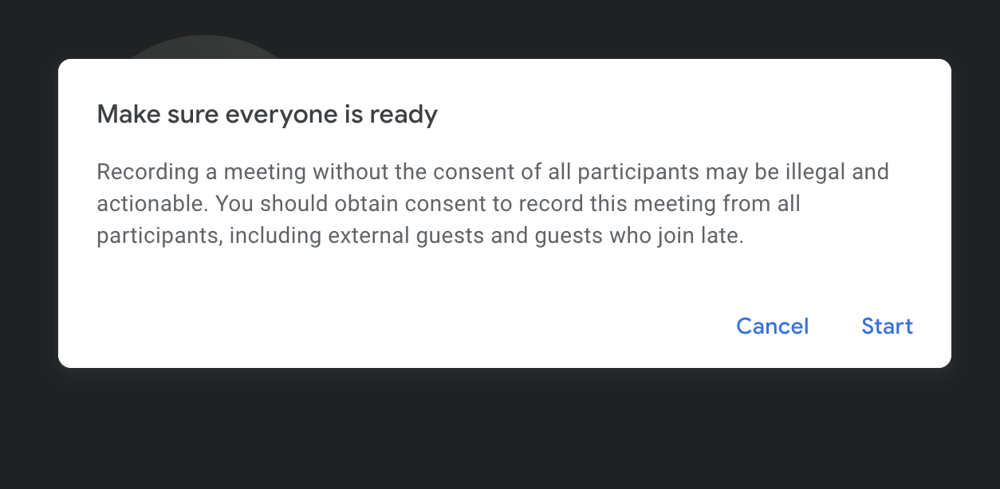 Make sure everyone is ready
Recording a meeting without the consent of all participants may be illegal and
actionable. You should obtain consent to record this meeting from all
participants, including external guests and guests who join late.
Cancel Start